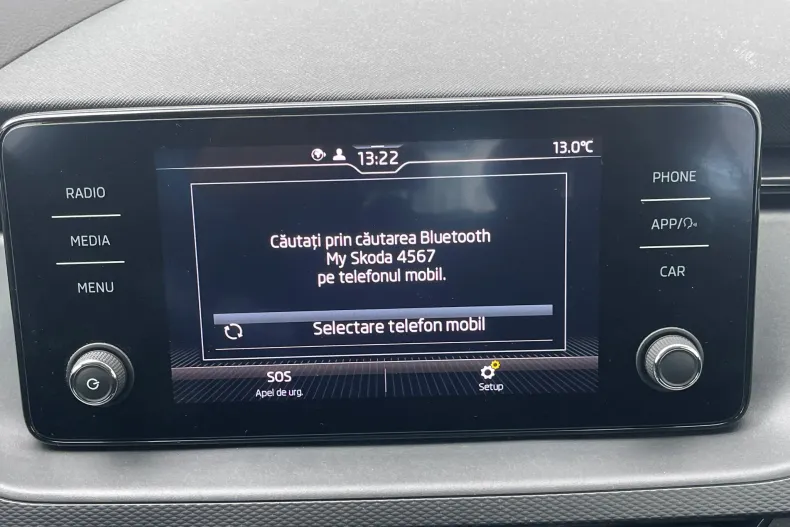 RADIO
MEDIA
MENU
13:22
13.0°C
Căutați prin căutarea Bluetooth
My Skoda 4567
pe telefonul mobil.
Selectare telefon mobil
SOS
Apel de urg.
Setup
PHONE
APP/
CAR